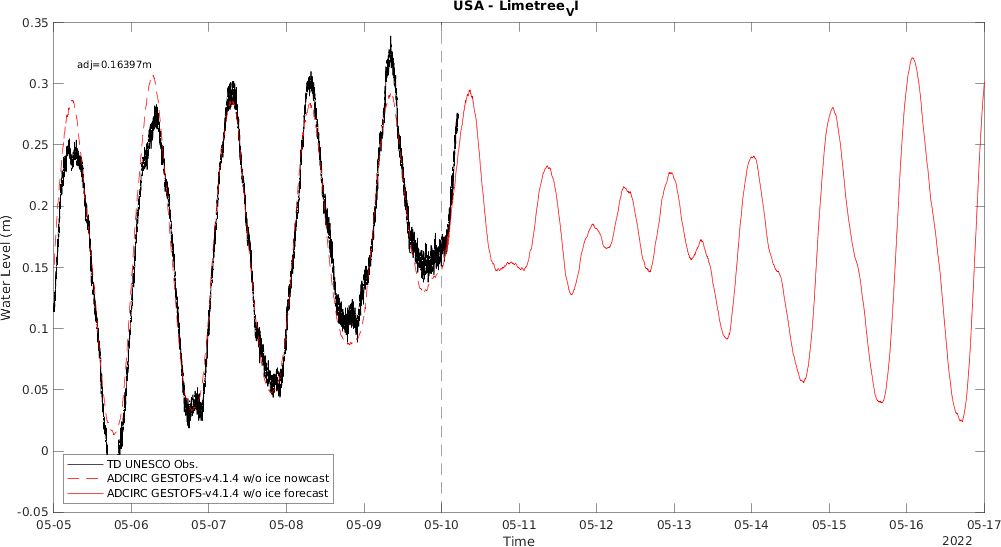 USA - Limetree_VI
adj=0.16397m
Water Level (m)
0.35
0.3
0.25
0.2
0.15
0.1
0.05
0
-0.05
TD UNESCO Obs.
ADCIRC GESTOFS-v4.1.4 w/o ice nowcast
ADCIRC GESTOFS-v4.1.4 w/o ice forecast
05-05 05-06 05-07 05-08 05-09 05-10 05-11 05-12 05-13 05-14 05-15 05-16 05-17
Time
2022